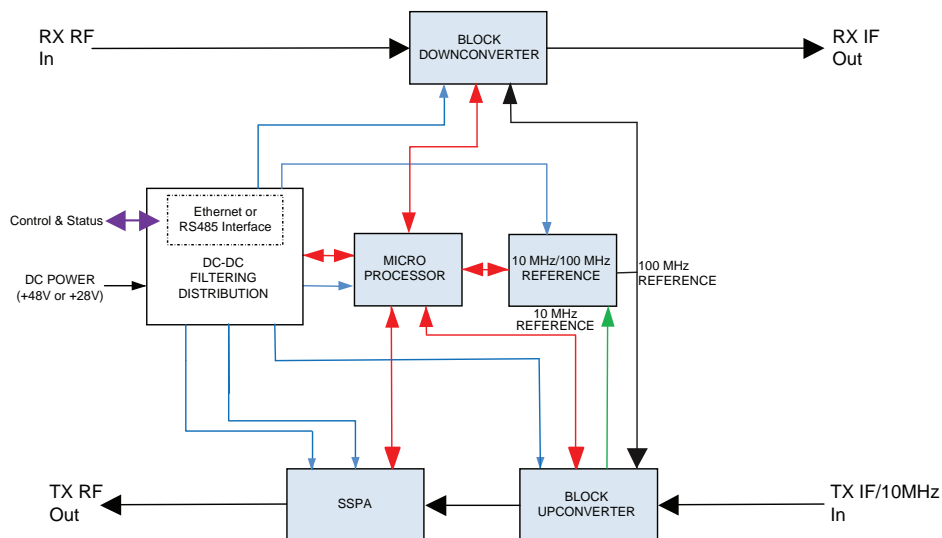 RX RF
In
BLOCK
DOWNCONVERTER
RX IF
Out
Control & Status
Ethernet or
RS485 Interface
DC-DC
FILTERING
DISTRIBUTION
DC POWER
(+48V or +28V)
MICRO
PROCESSOR
10 MHz/100 MHz
REFERENCE
100 MHz
REFERENCE
10 MHz
REFERENCE
TX RF
Out
SSPA
BLOCK
UPCONVERTER
TX IF/10MHz
In